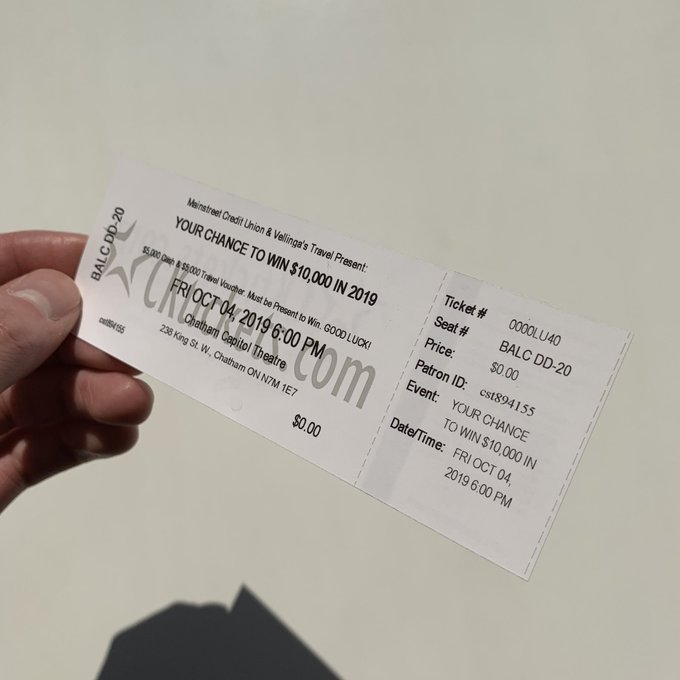 BALC DD-20
cst894155
Mainstreet Credit Union & Vellinga's Travel Present:
YOUR CHANCE TO WIN $10,000 IN 2019
$5,000 Cash & $5,000 Travel Voucher. Must be Present to Win. GOOD LUCK!
FRI OCT 04, 2019 6:00 PM
Chatham Capitol Theatre
238 King St. W, Chatham ON N7M 1E7
$0.00
CKtickets.com
Ticket # 0000LU40
Seat # BALC DD-20
Price: $0.00
Patron ID: cst894155
Event: YOUR CHANCE
TO WIN $10,000 IN
Date/Time: FRI OCT 04,
2019 6:00 PM